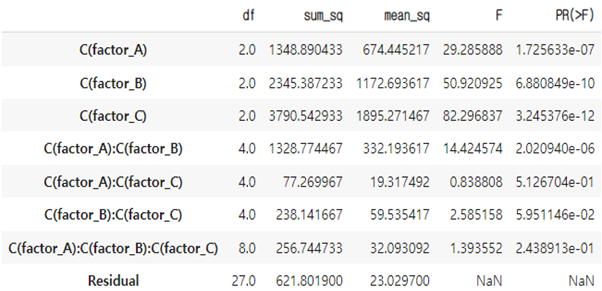 df sum_sq mean_sq F PR(>F)
C(factor_A) 2.0 1348.890433 674.445217 29.285888 1.725633e-07
C(factor_B) 2.0 2345.387233 1172.693617 50.920925 6.880849e-10
C(factor_C) 2.0 3790.542933 1895.271467 82.296837 3.245376e-12
C(factor_A):C(factor_B) 4.0 1328.774467 332.193617 14.424574 2.020940e-06
C(factor_A):C(factor_C) 4.0 77.269967 19.317492 0.838808 5.126704e-01
C(factor_B):C(factor_C) 4.0 238.141667 59.535417 2.585158 5.951146e-02
C(factor_A):C(factor_B):C(factor_C) 8.0 256.744733 32.093092 1.393552 2.438913e-01
Residual 27.0 621.801900 23.029700 NaN NaN